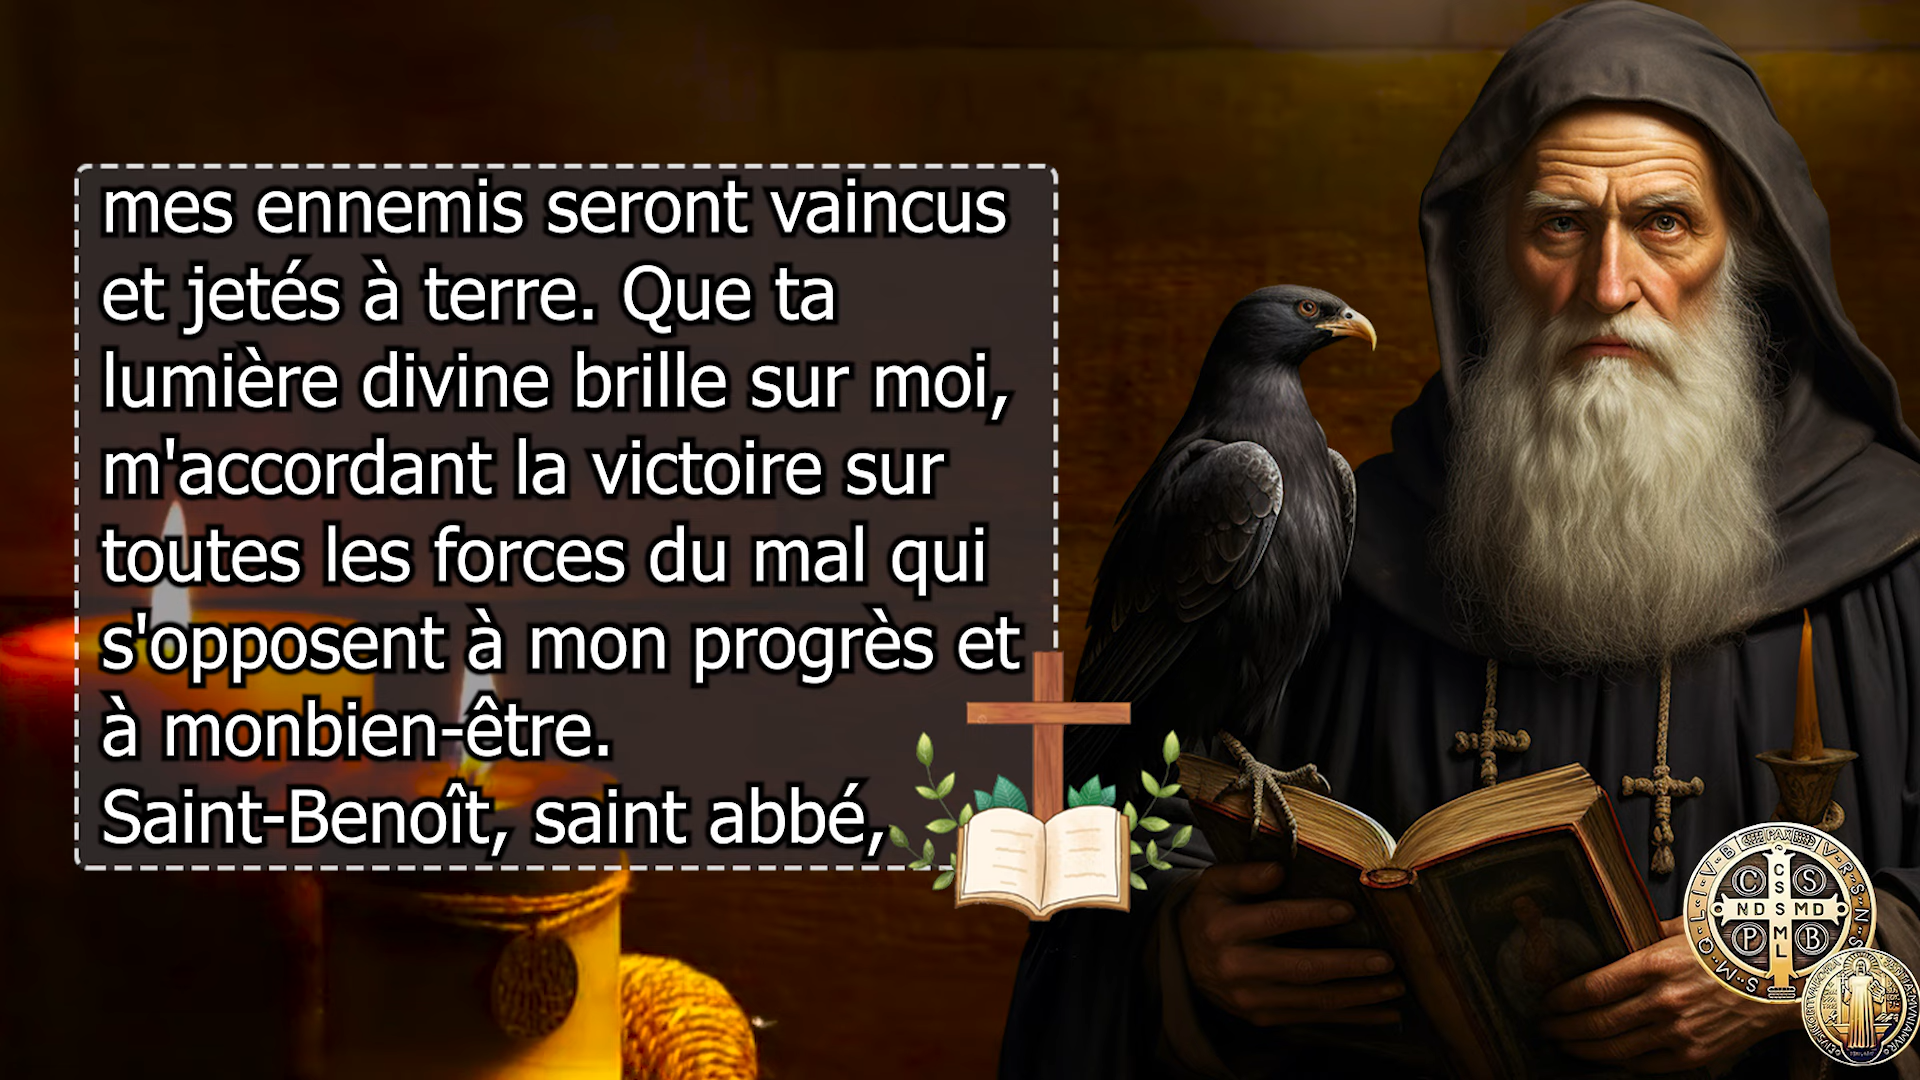 mes ennemis seront vaincus
et jetés à terre. Que ta
lumière divine brille sur moi,
m'accordant la victoire sur
toutes les forces du mal qui
s'opposent à mon progrès et
à monbien-être.
Saint-Benoît, saint abbé,
PAX
C S
P B
C S S M L
N D S M D
V R S N S
S M Q L I V B